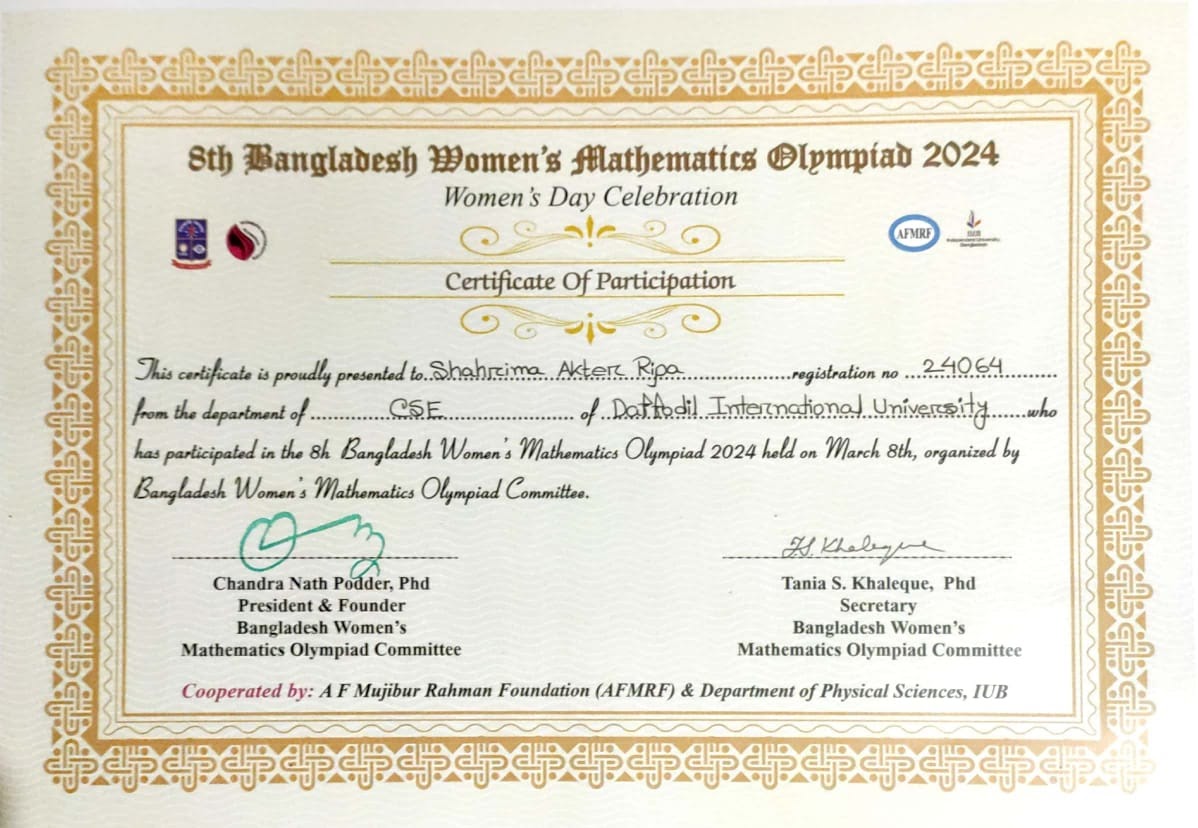 8th Bangladesh Women's Mathematics Olympiad 2024
Women's Day Celebration
AFMRF
IUB
Independent University,
Bangladesh
Certificate Of Participation
This certificate is proudly presented to..Shahrima Akter Ripa..................registration no ...24064..........
from the department of .............CSE...................... of ..Daffodil International University......who
has participated in the 8h Bangladesh Women's Mathematics Olympiad 2024 held on March 8th, organized by
Bangladesh Women's Mathematics Olympiad Committee.
T.S. Khaleque
Chandra Nath Podder, Phd
President & Founder
Bangladesh Women's
Mathematics Olympiad Committee
Tania S. Khaleque, Phd
Secretary
Bangladesh Women's
Mathematics Olympiad Committee
Cooperated by: A F Mujibur Rahman Foundation (AFMRF) & Department of Physical Sciences, IUB